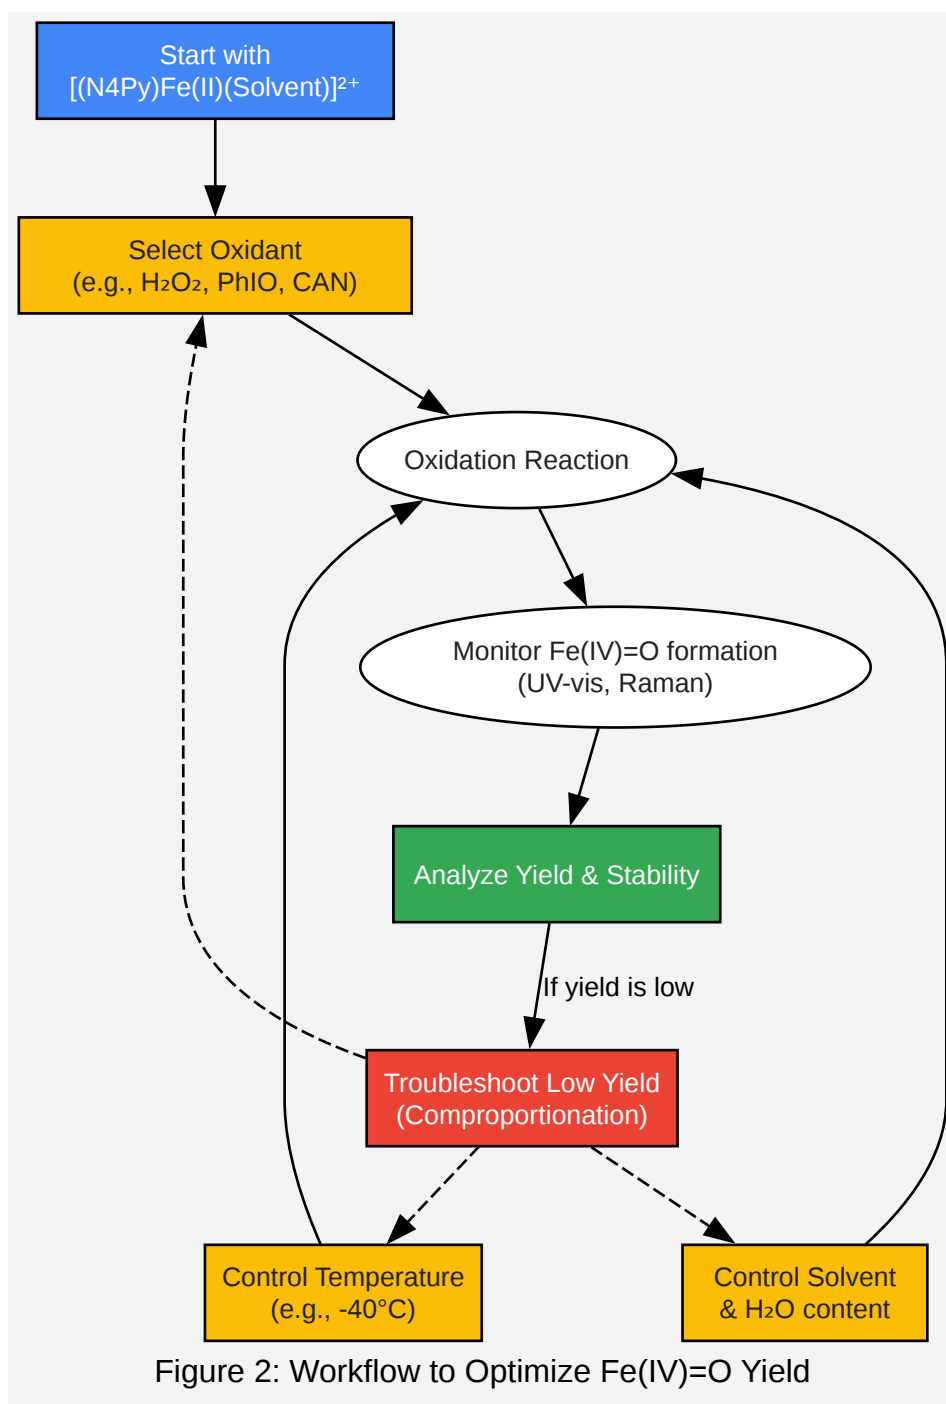 Start with
[(N4Py)Fe(II)(Solvent)]²⁺
Select Oxidant
(e.g., H₂O₂, PhIO, CAN)
Oxidation Reaction
Monitor Fe(IV)=O formation
(UV-vis, Raman)
Analyze Yield & Stability
If yield is low
Troubleshoot Low Yield
(Comproportionation)
Control Temperature
(e.g., -40°C)
Control Solvent
& H₂O content
Figure 2: Workflow to Optimize Fe(IV)=O Yield